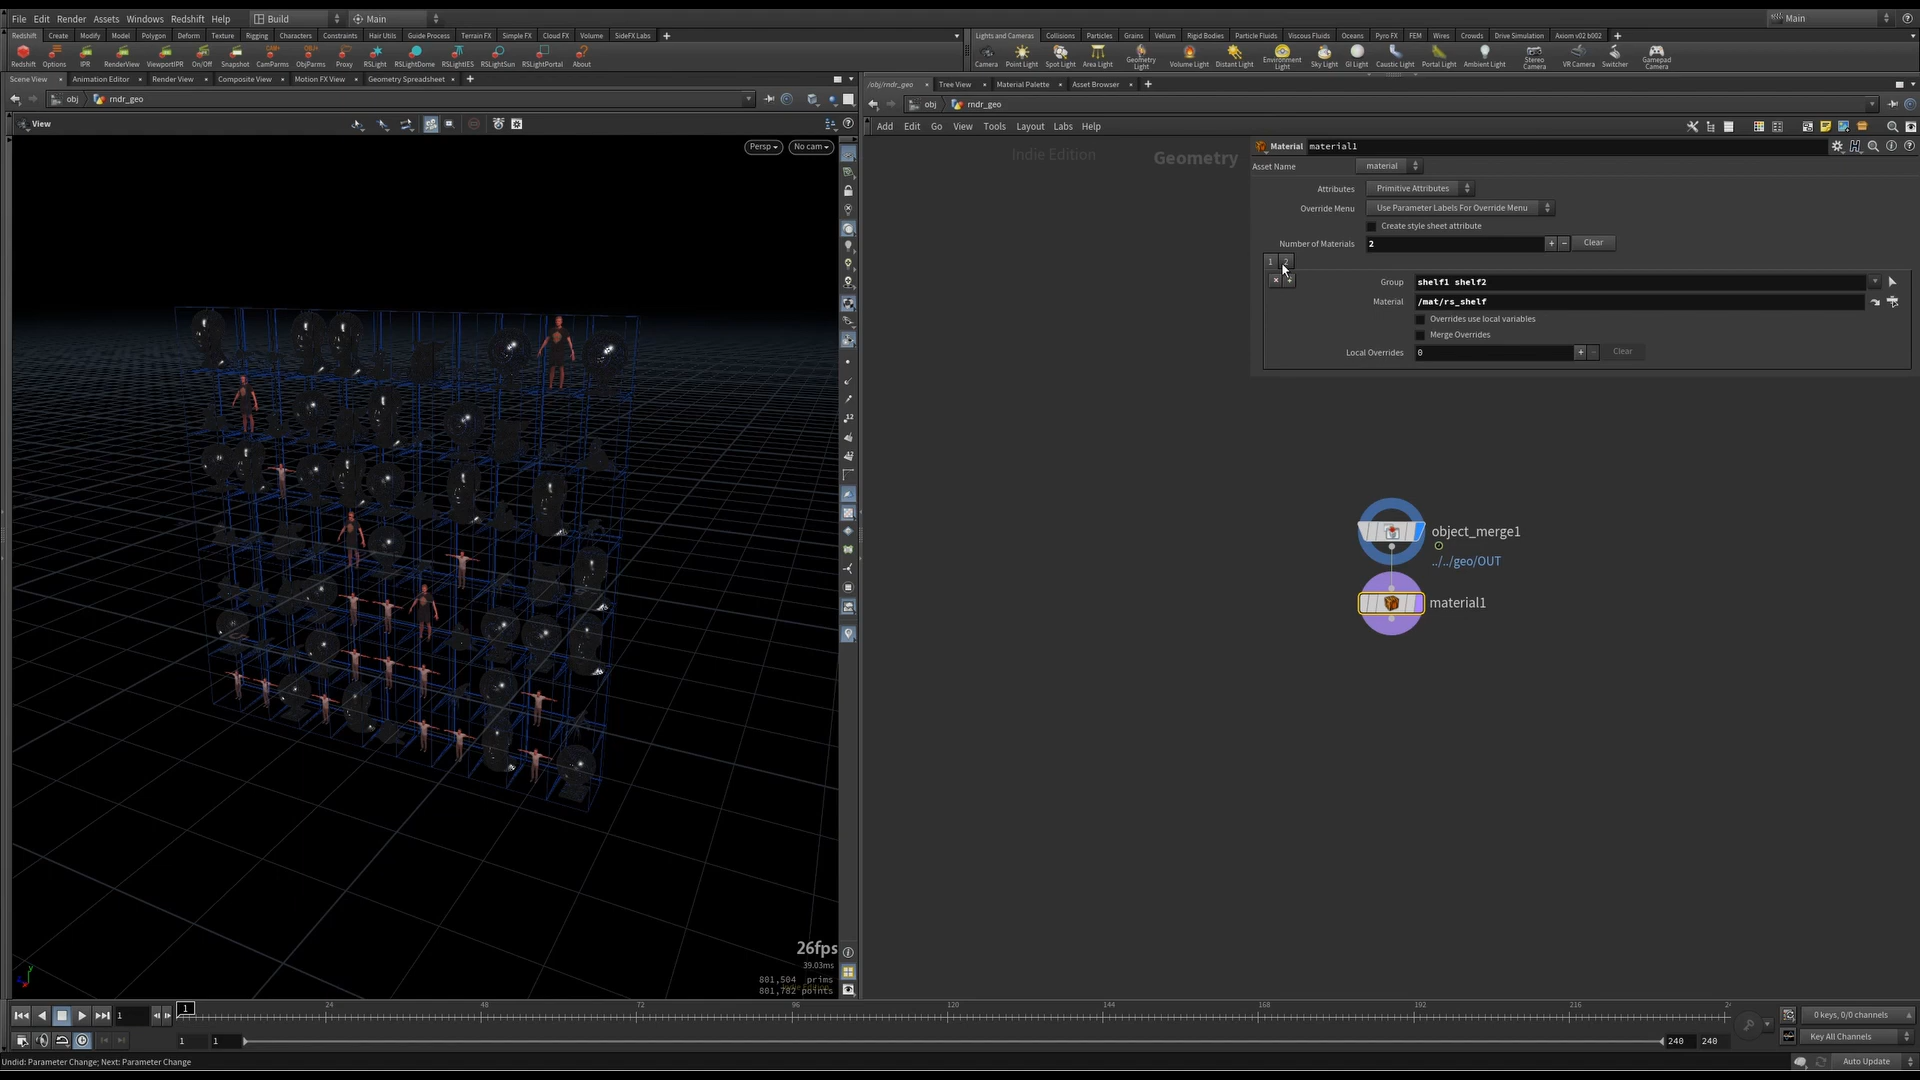 File Edit Render Assets Windows Redshift Help Build Main Main
Redshift Create Modify Model Polygon Deform Texture Rigging Characters Constraints Hair Utils Guide Process Terrain FX Simple FX Cloud FX Volume SideFX Labs
Lights and Cameras Collisions Particles Grains Vellum Rigid Bodies Particle Fluids Viscous Fluids Oceans Pyro FX FEM Wires Crowds Drive Simulation Axiom v02 b002
Redshift Options IPR RenderView ViewportIPR On/Off Snapshot CamParms ObjParms Proxy RSLight RSLightDome RSLightIES RSLightSun RSLightPortal About
Camera Point Light Spot Light Area Light Geometry Light Volume Light Distant Light Environment Light Sky Light GI Light Caustic Light Portal Light Ambient Light Stereo Camera VR Camera Switcher Gamepad Camera
Scene View Animation Editor Render View Composite View Motion FX View Geometry Spreadsheet
/obj/rndr_geo Tree View Material Palette Asset Browser
obj rndr_geo
obj rndr_geo
View
Add Edit Go View Tools Layout Labs Help
Persp No cam
Indie Edition Geometry
Material material1
Asset Name material
Attributes Primitive Attributes
Override Menu Use Parameter Labels For Override Menu
Create style sheet attribute
Number of Materials 2 Clear
1 2
Group shelf1 shelf2
Material /mat/rs_shelf
Overrides use local variables
Merge Overrides
Local Overrides 0 Clear
object_merge1
../../geo/OUT
material1
26fps
39.03ms
801,504 prims
801,782 points
1 1 24 48 72 96 120 144 168 192 216
0 keys, 0/0 channels
1 1 240 240 Key All Channels
Undid: Parameter Change; Next: Parameter Change Auto Update